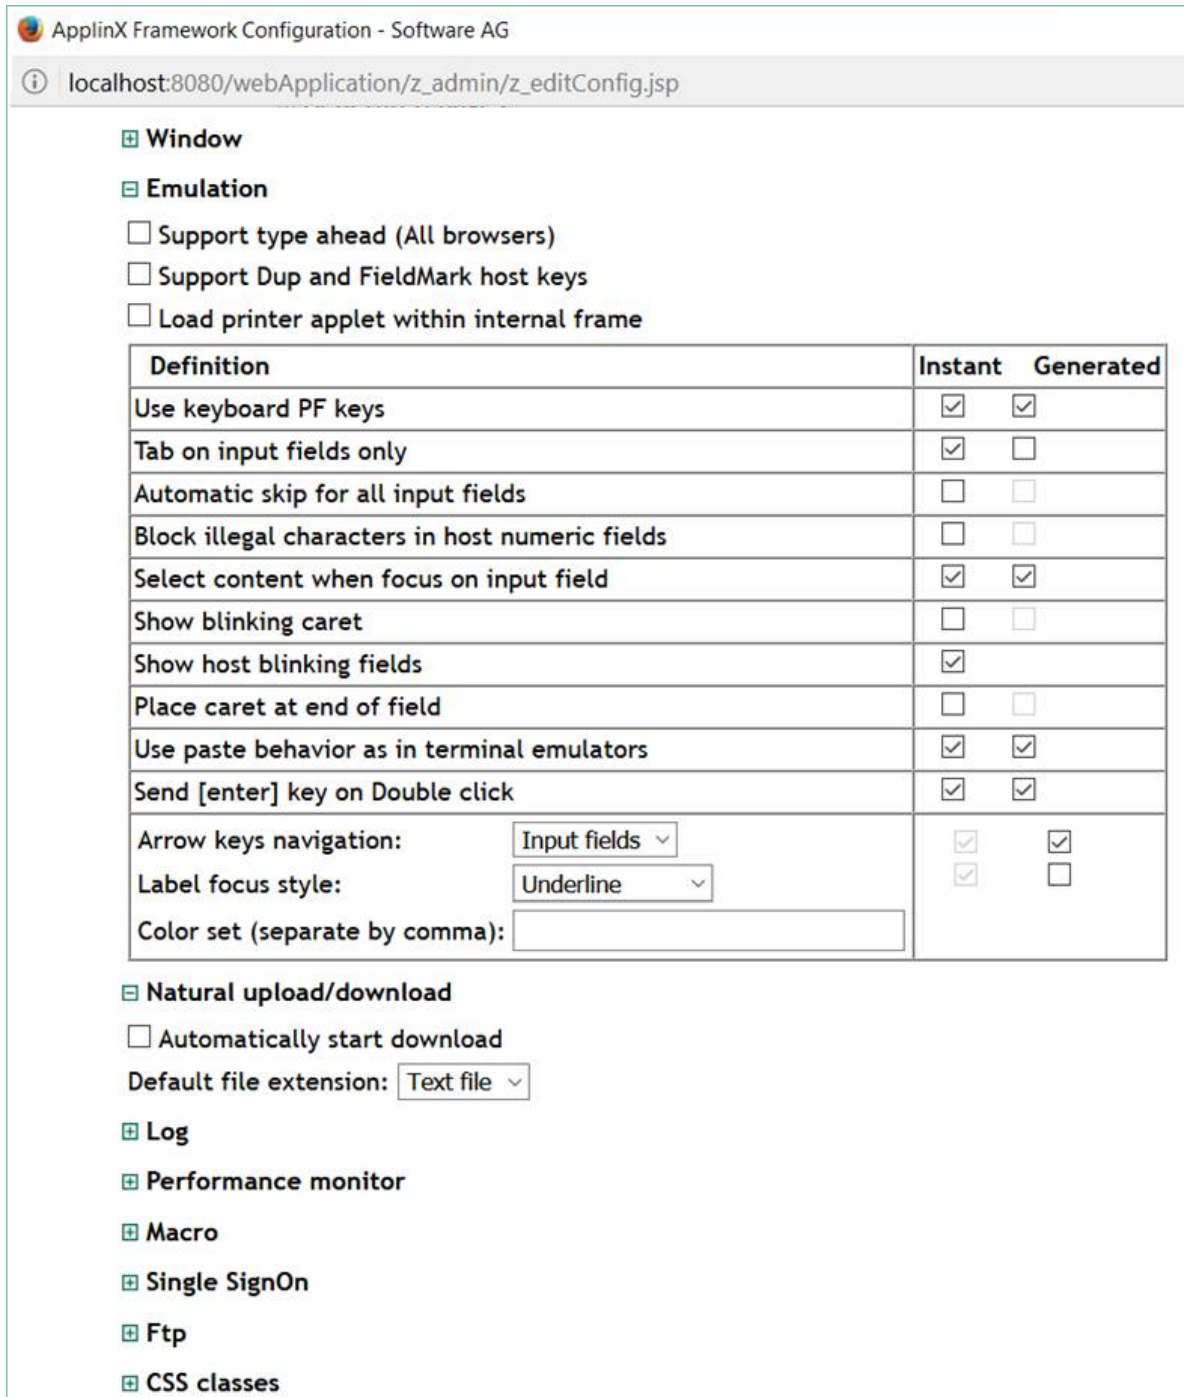 ApplinX Framework Configuration - Software AG
localhost:8080/webApplication/z_admin/z_editConfig.jsp
Window
Emulation
Support type ahead (All browsers)
Support Dup and FieldMark host keys
Load printer applet within internal frame
Definition Instant Generated
Use keyboard PF keys
Tab on input fields only
Automatic skip for all input fields
Block illegal characters in host numeric fields
Select content when focus on input field
Show blinking caret
Show host blinking fields
Place caret at end of field
Use paste behavior as in terminal emulators
Send [enter] key on Double click
Arrow keys navigation: Input fields
Label focus style: Underline
Color set (separate by comma):
Natural upload/download
Automatically start download
Default file extension: Text file
Log
Performance monitor
Macro
Single SignOn
Ftp
CSS classes